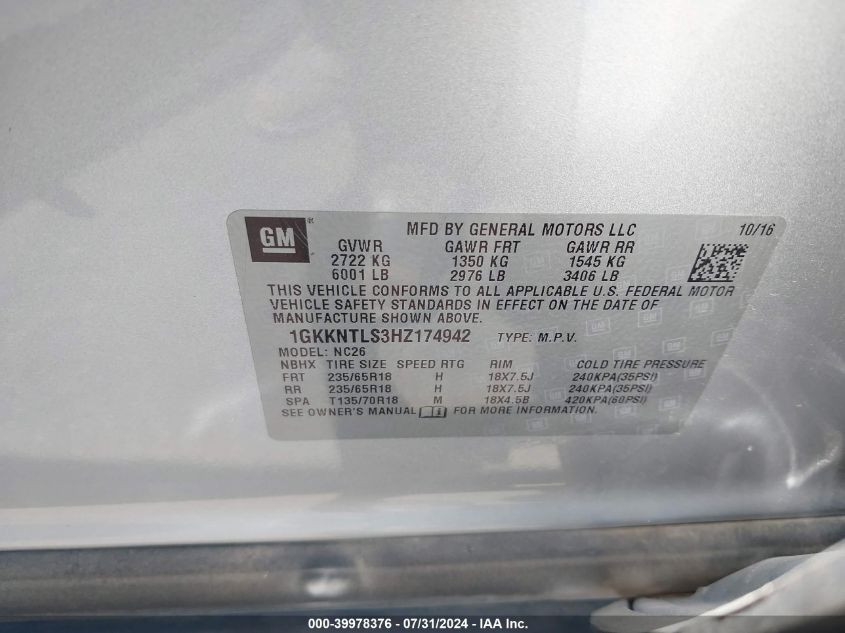 GM ®
MFD BY GENERAL MOTORS LLC 10/16
GVWR GAWR FRT GAWR RR
2722 KG 1350 KG 1545 KG
6001 LB 2976 LB 3406 LB
THIS VEHICLE CONFORMS TO ALL APPLICABLE U.S. FEDERAL MOTOR
VEHICLE SAFETY STANDARDS IN EFFECT ON THE DATE OF
MANUFACTURE SHOWN ABOVE.
1GKKNTLS3HZ174942 TYPE: M.P.V.
MODEL: NC26
NBHX TIRE SIZE SPEED RTG RIM COLD TIRE PRESSURE
FRT 235/65R18 H 18X7.5J 240KPA(35PSI)
RR 235/65R18 H 18X7.5J 240KPA(35PSI)
SPA T135/70R18 M 18X4.5B 420KPA(60PSI)
SEE OWNER'S MANUAL FOR MORE INFORMATION.
000-39978376 - 07/31/2024 - IAA Inc.